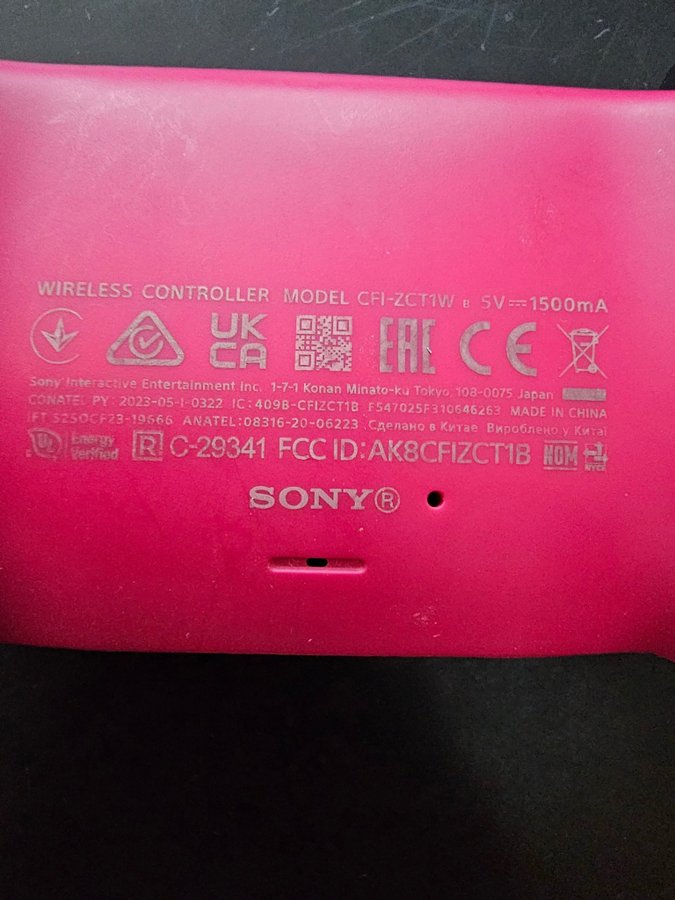 WIRELESS CONTROLLER MODEL CFI-ZCT1W B 5V⎓1500mA
UK CA EAC CE
Sony Interactive Entertainment Inc. 1-7-1 Konan Minato-ku Tokyo, 108-0075 Japan
CONATEL PY: 2023-05-I-0322 IC: 409B-CFIZCT1B F547025F310646263 MADE IN CHINA
IFT 525OCF23-19666 ANATEL:08316-20-06223 Сделано в Китае Вироблено у Китаї
UL Energy Verified R C-29341 FCC ID: AK8CFIZCT1B NOM NYCE
SONY®